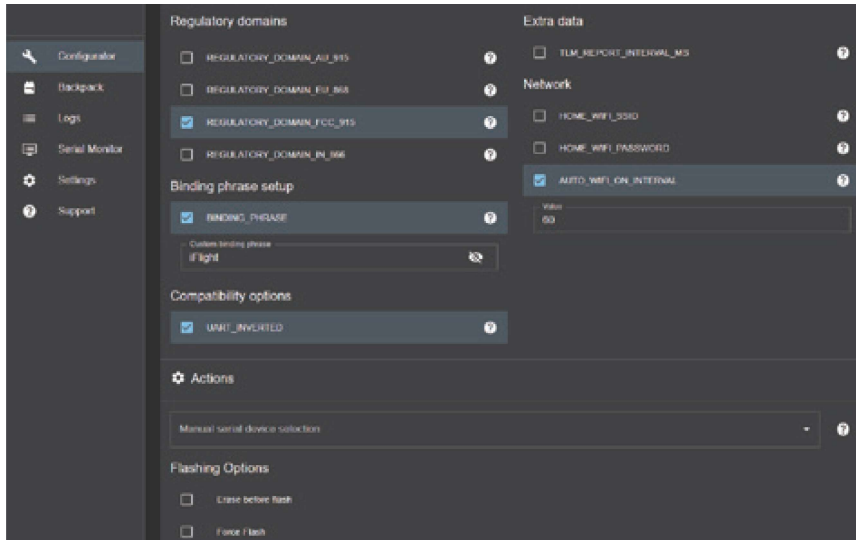 Configurator
Backpack
Logs
Serial Monitor
Settings
Support
Regulatory domains
REGULATORY_DOMAIN_AU_915
REGULATORY_DOMAIN_EU_868
REGULATORY_DOMAIN_FCC_915
REGULATORY_DOMAIN_IN_866
Binding phrase setup
BINDING_PHRASE
Custom binding phrase
iFlight
Compatibility options
UART_INVERTED
Extra data
TLM_REPORT_INTERVAL_MS
Network
HOME_WIFI_SSID
HOME_WIFI_PASSWORD
AUTO_WIFI_ON_INTERVAL
Value
60
Actions
Manual serial device selection
Flashing Options
Erase before flash
Force Flash